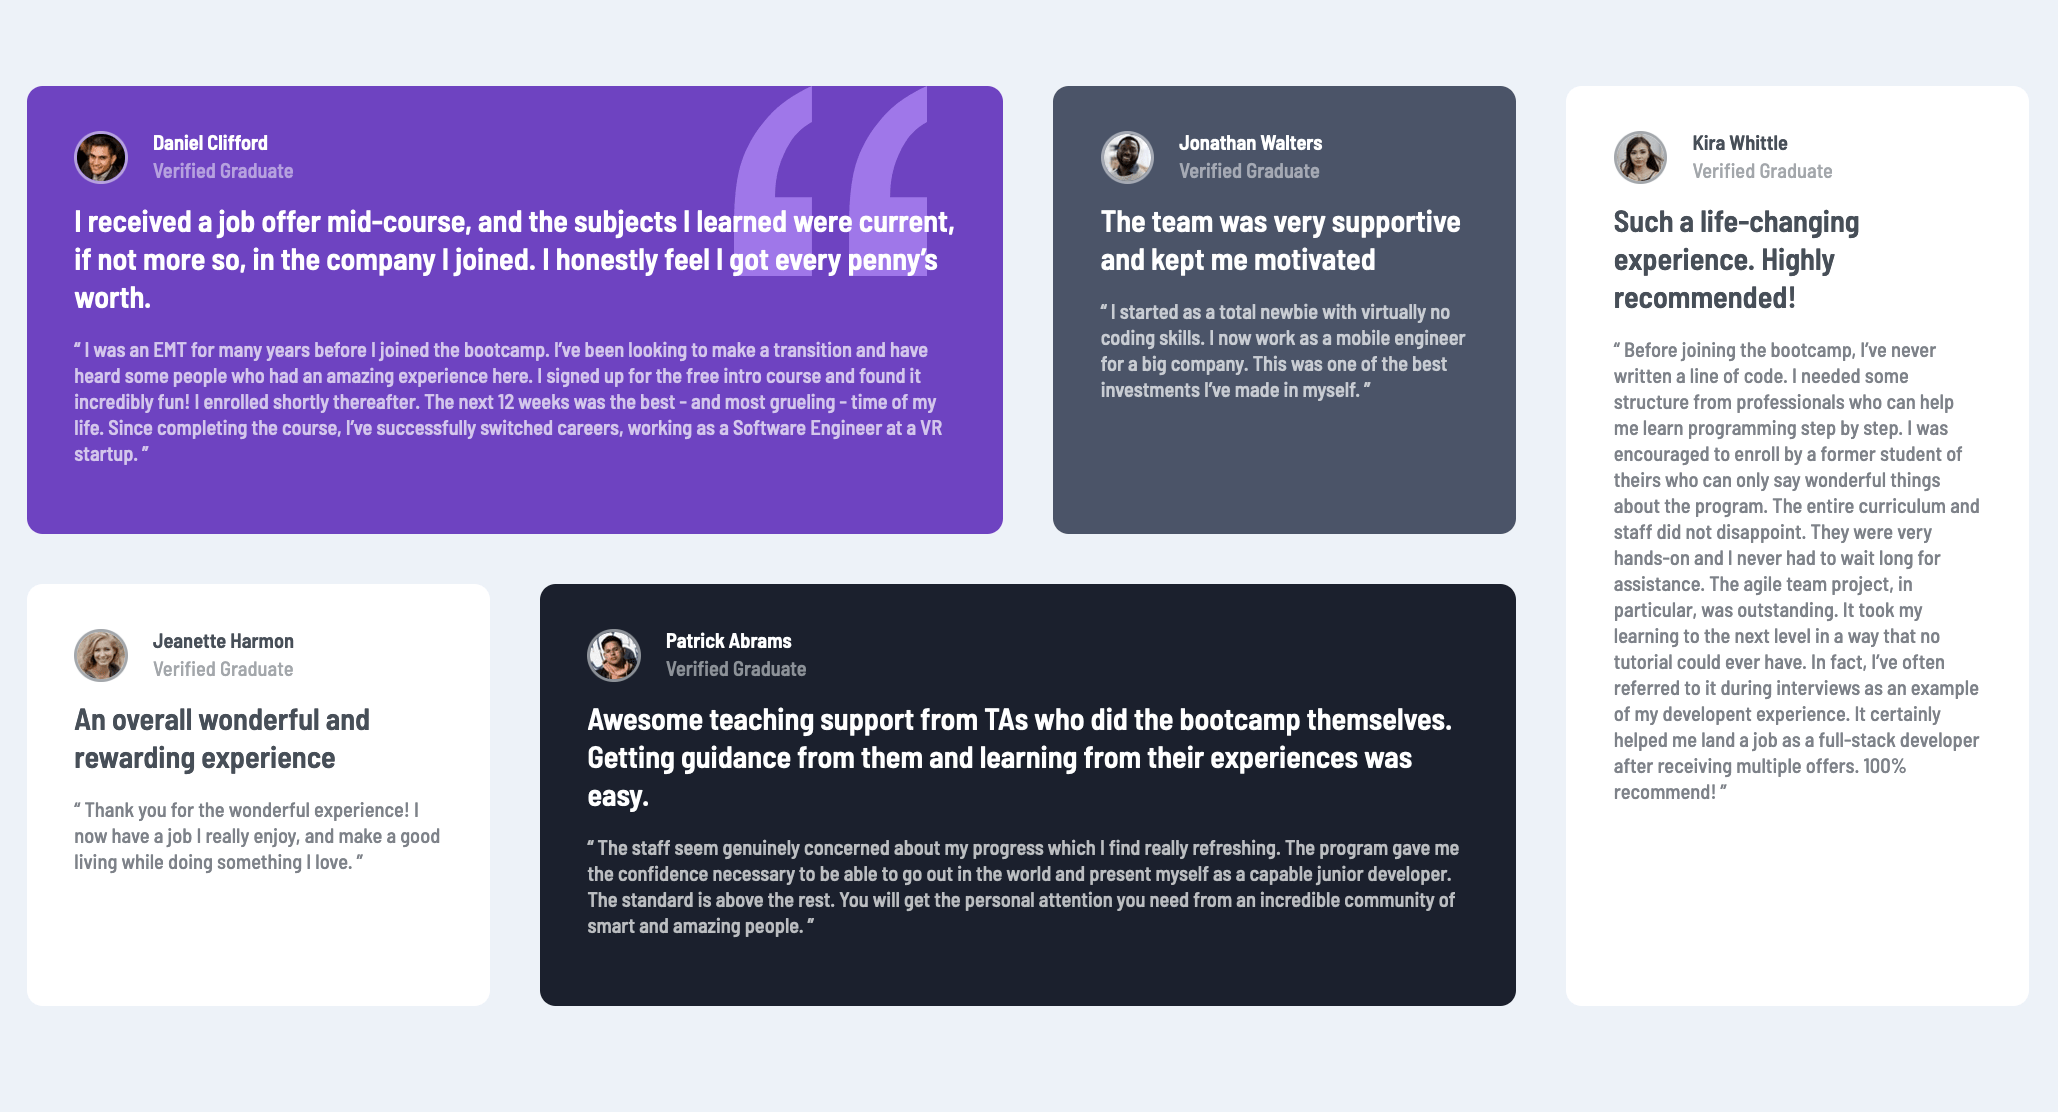 Daniel Clifford
Verified Graduate
I received a job offer mid-course, and the subjects I learned were current,
if not more so, in the company I joined. I honestly feel I got every penny’s
worth.
“ I was an EMT for many years before I joined the bootcamp. I’ve been looking to make a transition and have
heard some people who had an amazing experience here. I signed up for the free intro course and found it
incredibly fun! I enrolled shortly thereafter. The next 12 weeks was the best - and most grueling - time of my
life. Since completing the course, I’ve successfully switched careers, working as a Software Engineer at a VR
startup. ”
Jonathan Walters
Verified Graduate
The team was very supportive
and kept me motivated
“ I started as a total newbie with virtually no
coding skills. I now work as a mobile engineer
for a big company. This was one of the best
investments I’ve made in myself. ”
Kira Whittle
Verified Graduate
Such a life-changing
experience. Highly
recommended!
“ Before joining the bootcamp, I’ve never
written a line of code. I needed some
structure from professionals who can help
me learn programming step by step. I was
encouraged to enroll by a former student of
theirs who can only say wonderful things
about the program. The entire curriculum and
staff did not disappoint. They were very
hands-on and I never had to wait long for
assistance. The agile team project, in
particular, was outstanding. It took my
learning to the next level in a way that no
tutorial could ever have. In fact, I’ve often
referred to it during interviews as an example
of my developent experience. It certainly
helped me land a job as a full-stack developer
after receiving multiple offers. 100%
recommend! ”
Jeanette Harmon
Verified Graduate
An overall wonderful and
rewarding experience
“ Thank you for the wonderful experience! I
now have a job I really enjoy, and make a good
living while doing something I love. ”
Patrick Abrams
Verified Graduate
Awesome teaching support from TAs who did the bootcamp themselves.
Getting guidance from them and learning from their experiences was
easy.
“ The staff seem genuinely concerned about my progress which I find really refreshing. The program gave me
the confidence necessary to be able to go out in the world and present myself as a capable junior developer.
The standard is above the rest. You will get the personal attention you need from an incredible community of
smart and amazing people. ”